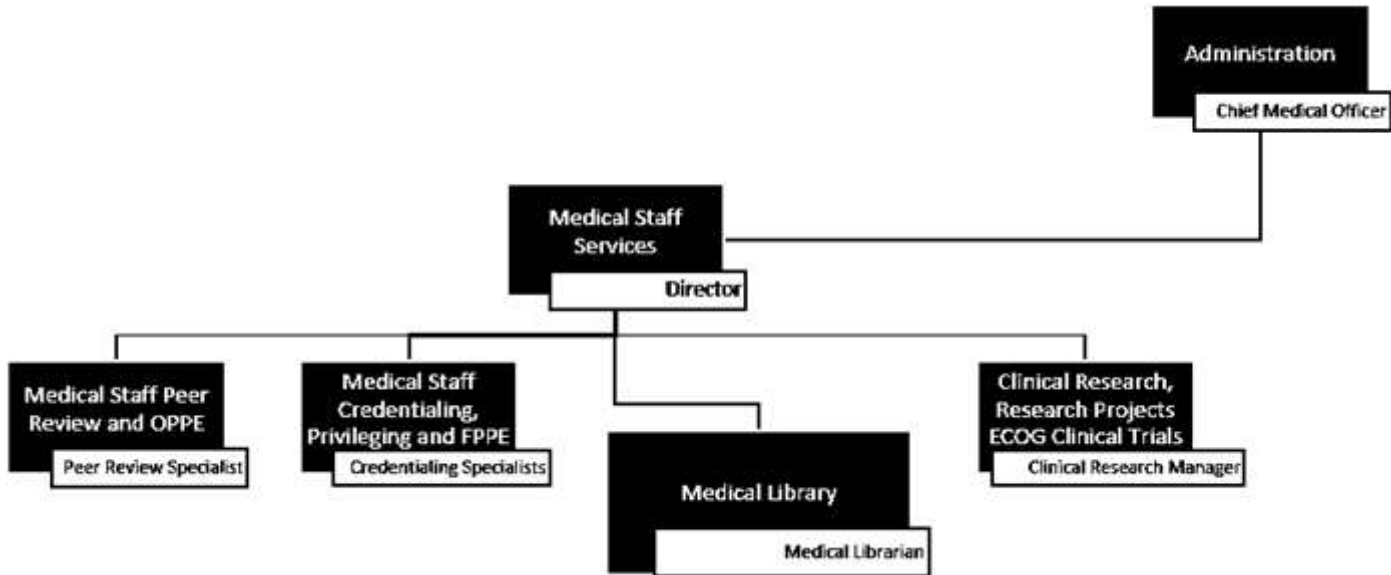 Administration
Chief Medical Officer
Medical Staff
Services
Director
Medical Staff Peer
Review and OPPE
Peer Review Specialist
Medical Staff
Credentialing,
Privileging and FPPE
Credentialing Specialists
Medical Library
Medical Librarian
Clinical Research,
Research Projects
ECOG Clinical Trials
Clinical Research Manager